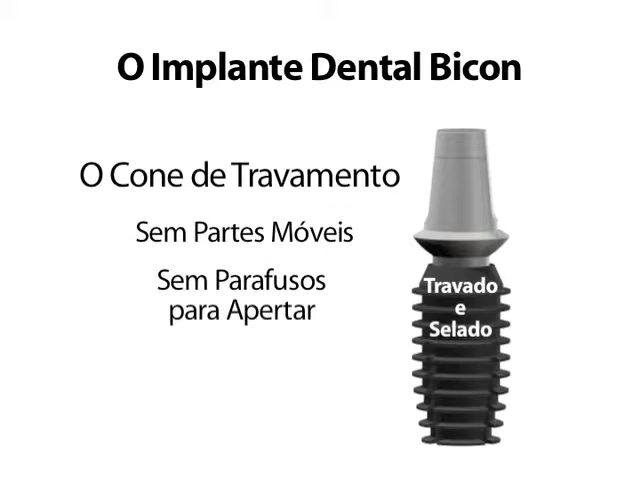 O Implante Dental Bicon
O Cone de Travamento
Sem Partes Móveis
Sem Parafusos
para Apertar
Travado
e
Selado